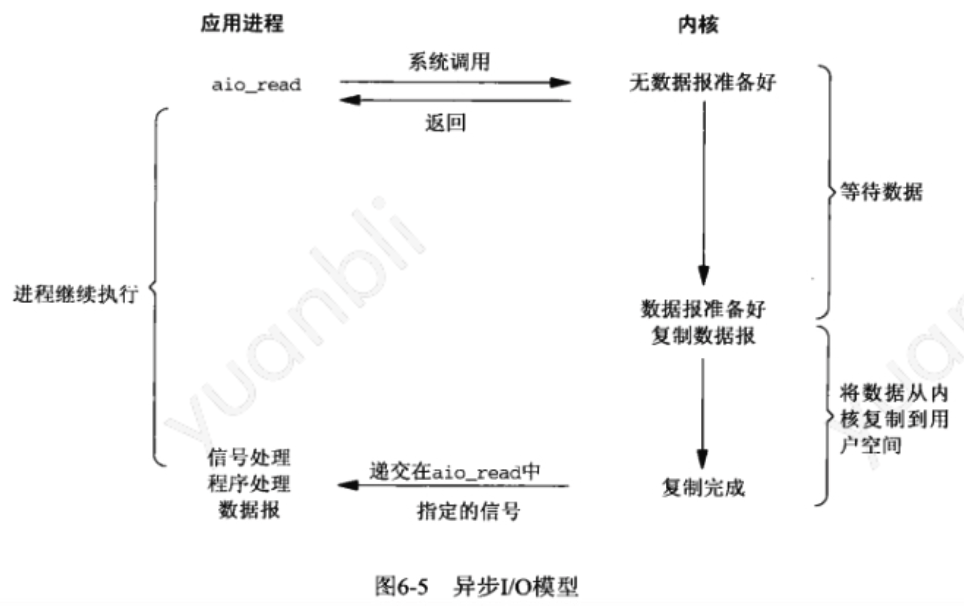 应用进程
内核
aio_read
系统调用
无数据报准备好
返回
等待数据
进程继续执行
数据报准备好
复制数据报
将数据从内
核复制到用
户空间
信号处理
程序处理
数据报
递交在aio_read中
指定的信号
复制完成
图6-5 异步I/O模型
yuanbli